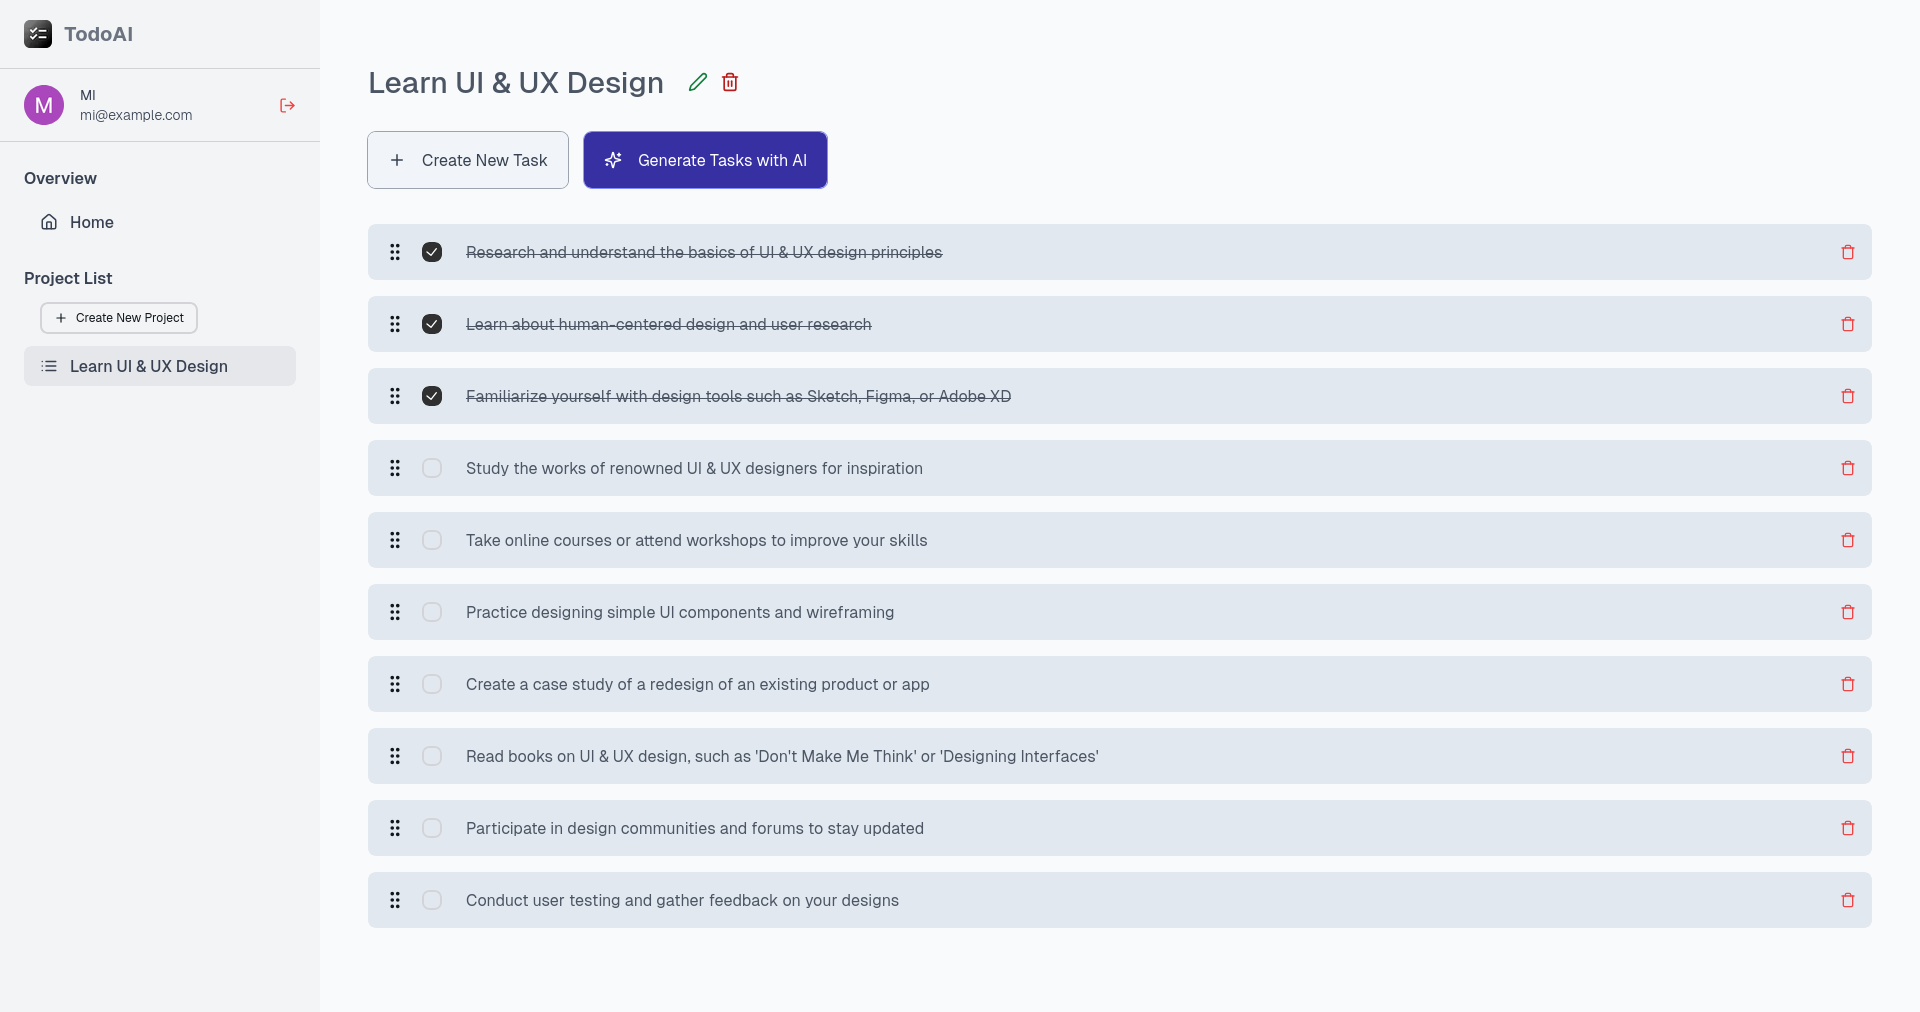 TodoAI
M
MI
mi@example.com
Overview
Home
Project List
Create New Project
Learn UI & UX Design
Learn UI & UX Design
Create New Task
Generate Tasks with AI
Research and understand the basics of UI & UX design principles
Learn about human-centered design and user research
Familiarize yourself with design tools such as Sketch, Figma, or Adobe XD
Study the works of renowned UI & UX designers for inspiration
Take online courses or attend workshops to improve your skills
Practice designing simple UI components and wireframing
Create a case study of a redesign of an existing product or app
Read books on UI & UX design, such as 'Don't Make Me Think' or 'Designing Interfaces'
Participate in design communities and forums to stay updated
Conduct user testing and gather feedback on your designs